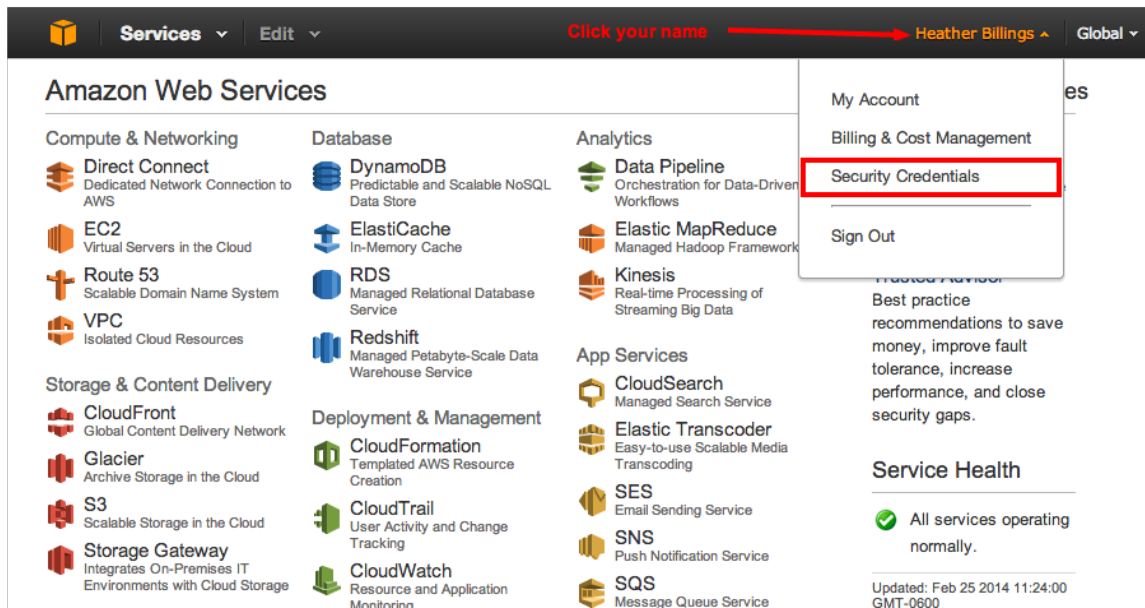 Services
Edit
Click your name
Heather Billings
Global
Amazon Web Services
es
My Account
Billing & Cost Management
Security Credentials
Sign Out
Compute & Networking
Direct Connect
Dedicated Network Connection to
AWS
EC2
Virtual Servers in the Cloud
Route 53
Scalable Domain Name System
VPC
Isolated Cloud Resources
Storage & Content Delivery
CloudFront
Global Content Delivery Network
Glacier
Archive Storage in the Cloud
S3
Scalable Storage in the Cloud
Storage Gateway
Integrates On-Premises IT
Environments with Cloud Storage
Database
DynamoDB
Predictable and Scalable NoSQL
Data Store
ElastiCache
In-Memory Cache
RDS
Managed Relational Database
Service
Redshift
Managed Petabyte-Scale Data
Warehouse Service
Deployment & Management
CloudFormation
Templated AWS Resource
Creation
CloudTrail
User Activity and Change
Tracking
CloudWatch
Resource and Application
Monitoring
Analytics
Data Pipeline
Orchestration for Data-Driven
Workflows
Elastic MapReduce
Managed Hadoop Framework
Kinesis
Real-time Processing of
Streaming Big Data
App Services
CloudSearch
Managed Search Service
Elastic Transcoder
Easy-to-use Scalable Media
Transcoding
SES
Email Sending Service
SNS
Push Notification Service
SQS
Message Queue Service
Trusted Advisor
Best practice
recommendations to save
money, improve fault
tolerance, increase
performance, and close
security gaps.
Service Health
All services operating
normally.
Updated: Feb 25 2014 11:24:00
GMT-0600